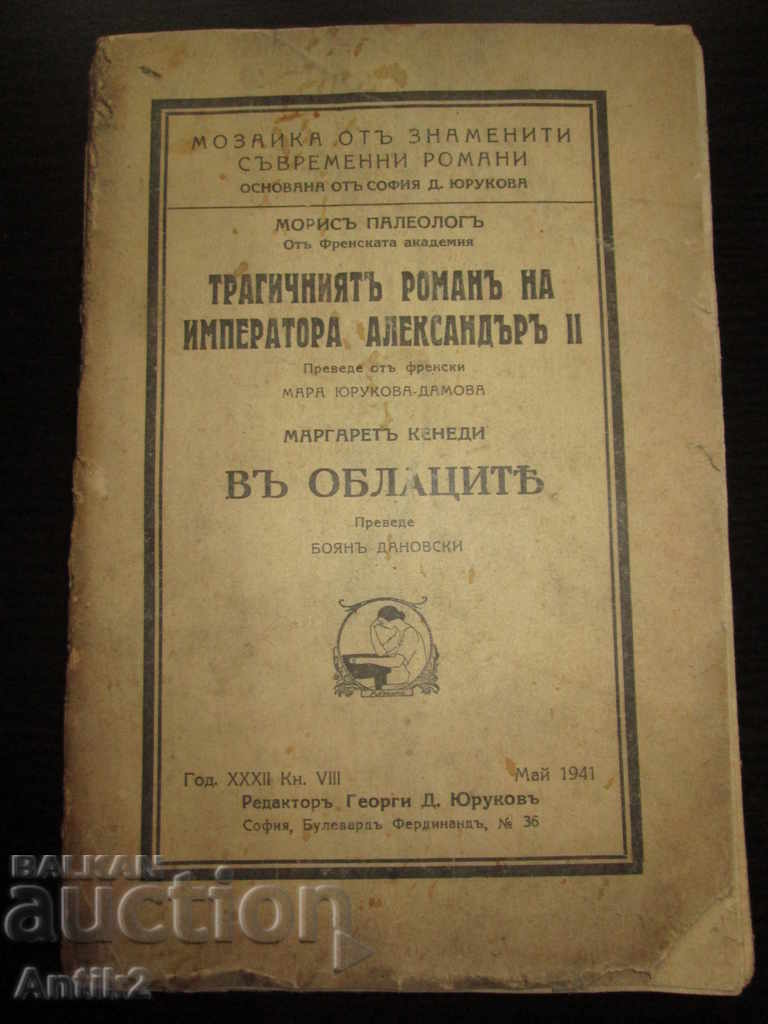 МОЗАЙКА ОТЪ ЗНАМЕНИТИ
СЪВРЕМЕННИ РОМАНИ
ОСНОВАНА ОТЪ СОФИЯ Д. ЮРУКОВА
МОРИСЪ ПАЛЕОЛОГЪ
Отъ Френската академия
ТРАГИЧНИЯТЪ РОМАНЪ НА
ИМПЕРАТОРА АЛЕКСАНДЪРЪ II
Преведе отъ френски
МАРА ЮРУКОВА-ДАМОВА
МАРГАРЕТЪ КЕНЕДИ
ВЪ ОБЛАЦИТѢ
Преведе
БОЯНЪ ДАНОВСКИ
Год. XXXII Кн. VIII Май 1941
Редакторъ Георги Д. Юруковъ
София, Булевардъ Фердинандъ, № 36
BALKAN
auction
Antik2